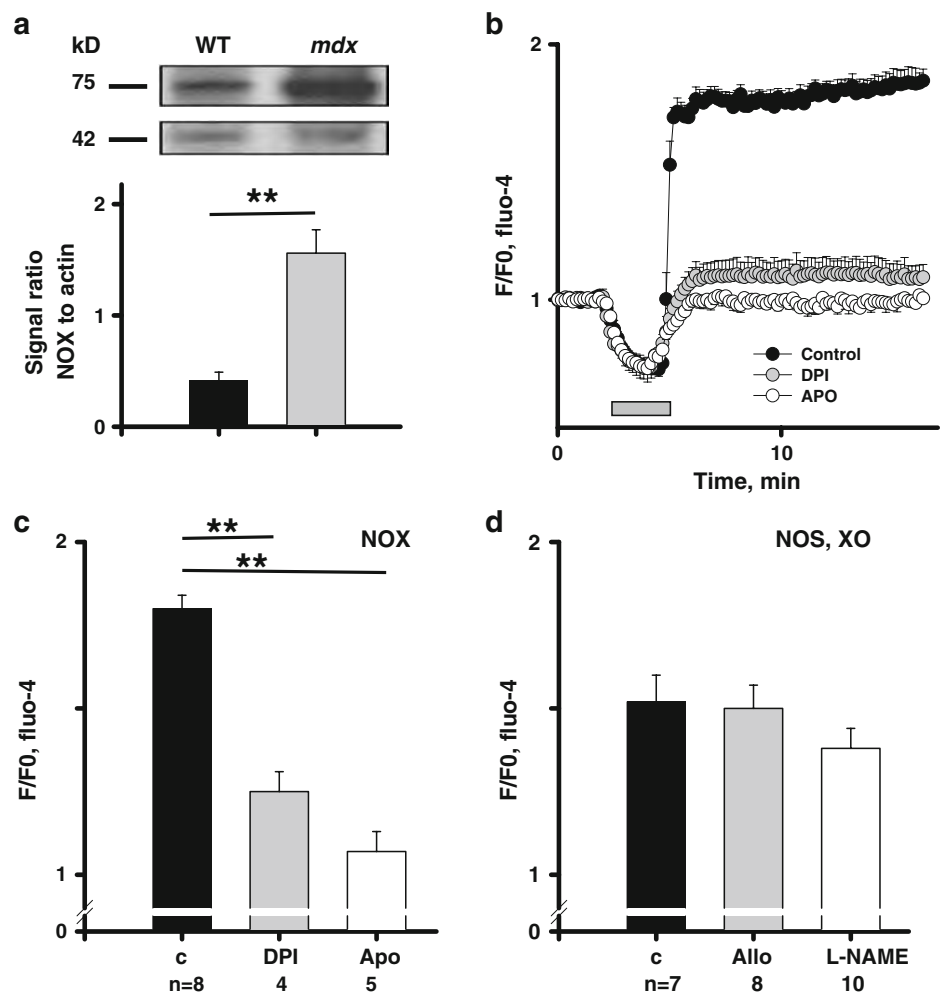 a
kD WT mdx
75
42
**
2
1
0
Signal ratio
NOX to actin
b
2
1
F/F0, fluo-4
Control
DPI
APO
0 10
Time, min
c
**
**
NOX
2
1
0
F/F0, fluo-4
c DPI Apo
n=8 4 5
d
NOS, XO
2
1
0
F/F0, fluo-4
c Allo L-NAME
n=7 8 10